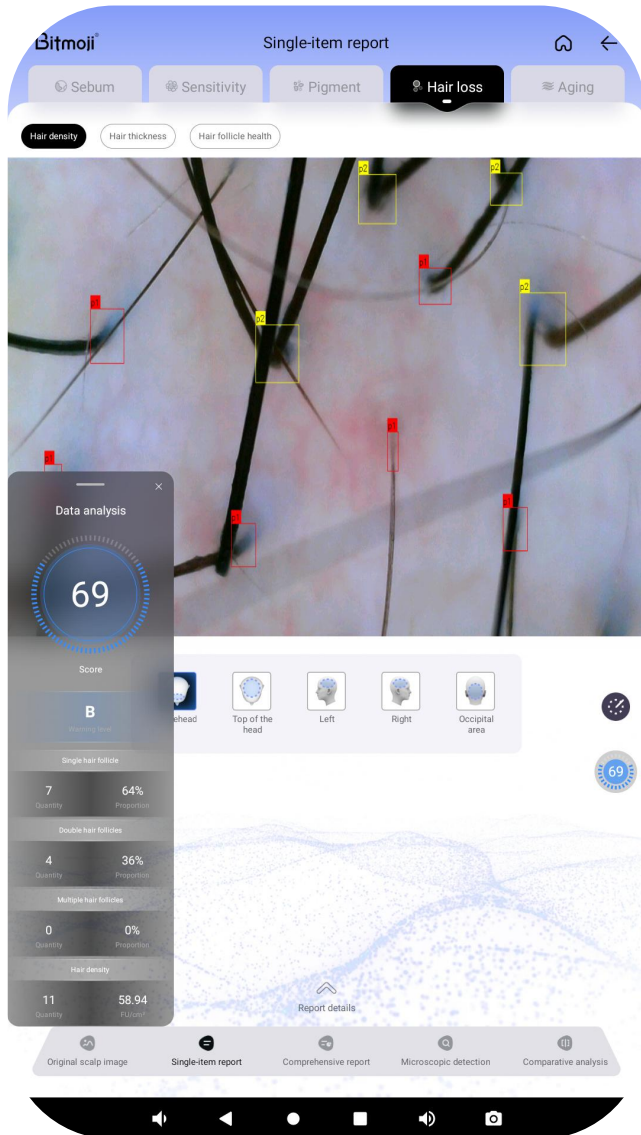 Bitmoji
Single-item report
Sebum
Sensitivity
Pigment
Hair loss
Aging
Hair density
Hair thickness
Hair follicle health
p2
p2
p1
p2
p1
p2
p1
p1
p1
p1
Data analysis
69
Score
B
Warning level
Single hair follicle
7
64%
Quantity
Proportion
Double hair follicles
4
36%
Quantity
Proportion
Multiple hair follicles
0
0%
Quantity
Proportion
Hair density
11
58.94
Quantity
FU/cm²
ehead
Top of the
head
Left
Right
Occipital
area
69
Report details
Original scalp image
Single-item report
Comprehensive report
Microscopic detection
Comparative analysis